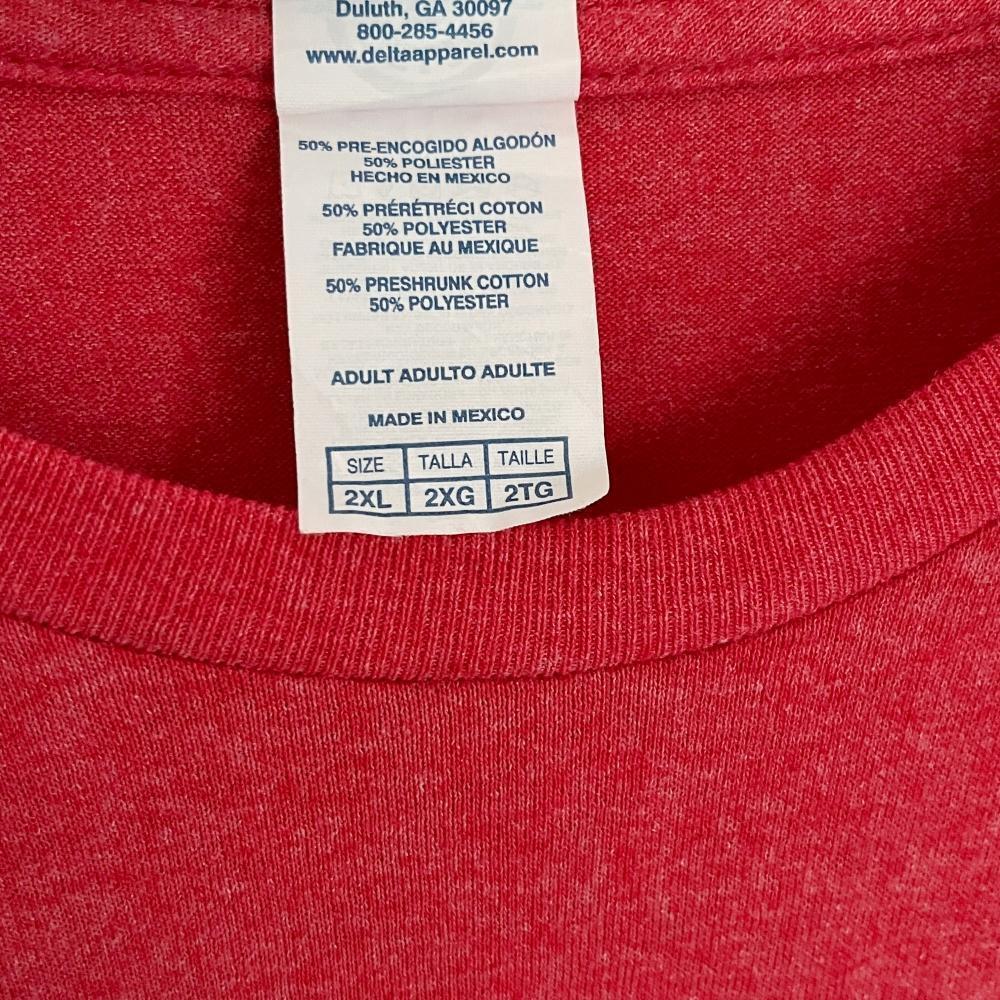 Duluth, GA 30097
800-285-4456
www.deltaapparel.com
50% PRE-ENCOGIDO ALGODÓN
50% POLIESTER
HECHO EN MEXICO
50% PRÉRÉTRÉCI COTON
50% POLYESTER
FABRIQUE AU MEXIQUE
50% PRESHRUNK COTTON
50% POLYESTER
ADULT ADULTO ADULTE
MADE IN MEXICO
SIZE TALLA TAILLE
2XL 2XG 2TG